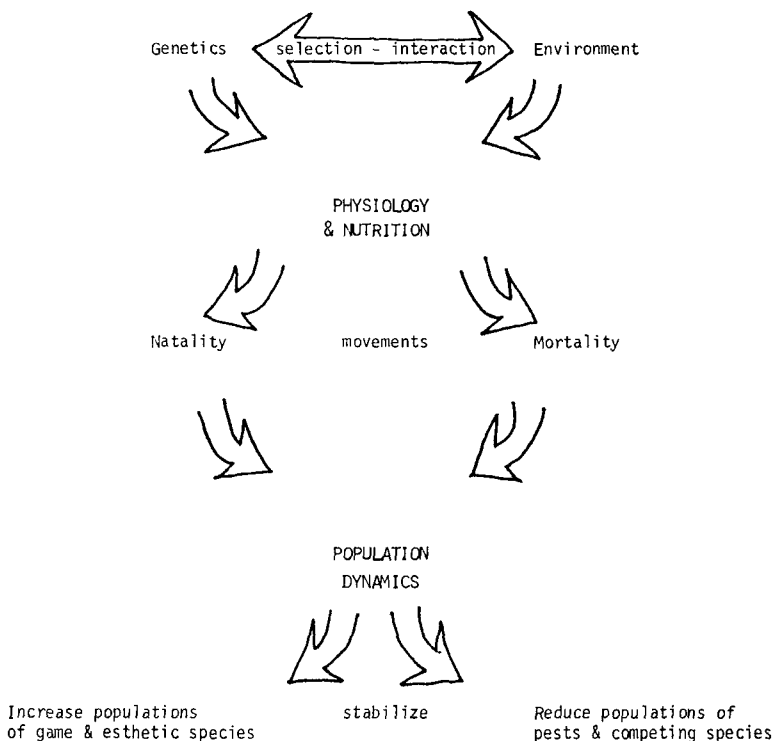 Genetics selection - interaction Environment
PHYSIOLOGY
& NUTRITION
Natality movements Mortality
POPULATION
DYNAMICS
Increase populations stabilize Reduce populations of
of game & esthetic species pests & competing species